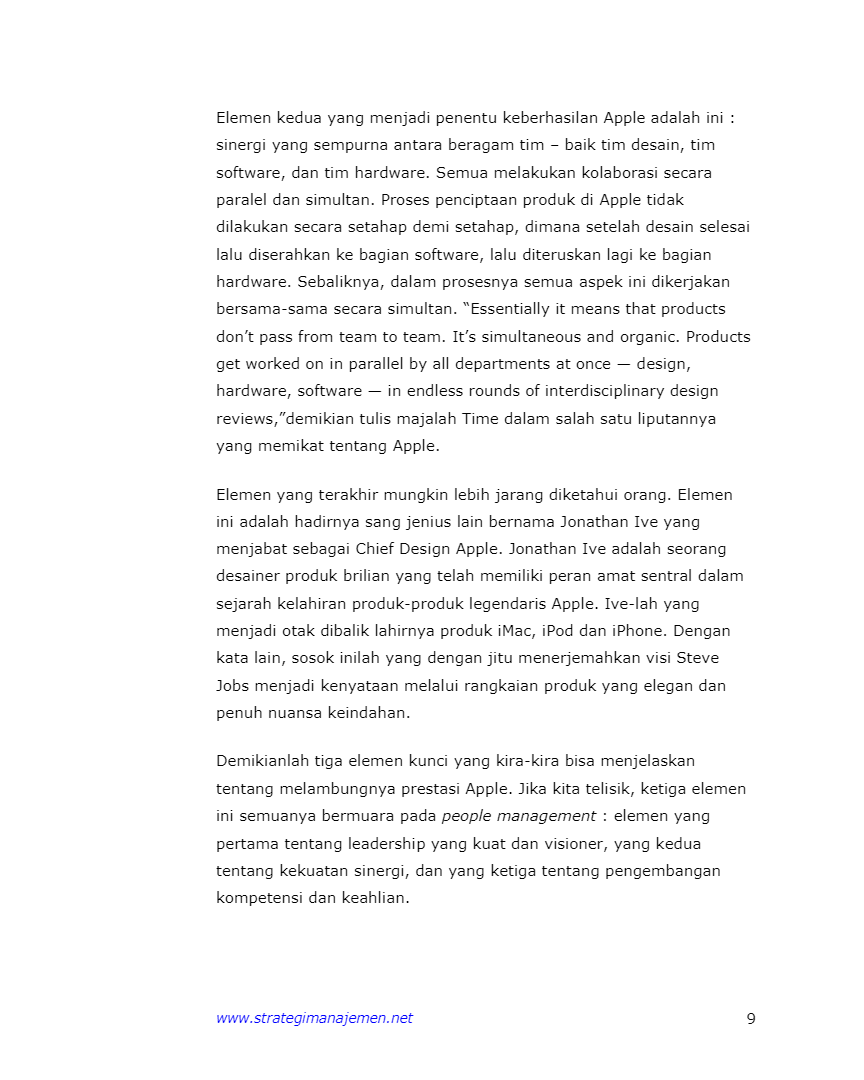 Elemen kedua yang menjadi penentu keberhasilan Apple adalah ini :
sinergi yang sempurna antara beragam tim – baik tim desain, tim
software, dan tim hardware. Semua melakukan kolaborasi secara
paralel dan simultan. Proses penciptaan produk di Apple tidak
dilakukan secara setahap demi setahap, dimana setelah desain selesai
lalu diserahkan ke bagian software, lalu diteruskan lagi ke bagian
hardware. Sebaliknya, dalam prosesnya semua aspek ini dikerjakan
bersama-sama secara simultan. “Essentially it means that products
don’t pass from team to team. It’s simultaneous and organic. Products
get worked on in parallel by all departments at once — design,
hardware, software — in endless rounds of interdisciplinary design
reviews,”demikian tulis majalah Time dalam salah satu liputannya
yang memikat tentang Apple.
Elemen yang terakhir mungkin lebih jarang diketahui orang. Elemen
ini adalah hadirnya sang jenius lain bernama Jonathan Ive yang
menjabat sebagai Chief Design Apple. Jonathan Ive adalah seorang
desainer produk brilian yang telah memiliki peran amat sentral dalam
sejarah kelahiran produk-produk legendaris Apple. Ive-lah yang
menjadi otak dibalik lahirnya produk iMac, iPod dan iPhone. Dengan
kata lain, sosok inilah yang dengan jitu menerjemahkan visi Steve
Jobs menjadi kenyataan melalui rangkaian produk yang elegan dan
penuh nuansa keindahan.
Demikianlah tiga elemen kunci yang kira-kira bisa menjelaskan
tentang melambungnya prestasi Apple. Jika kita telisik, ketiga elemen
ini semuanya bermuara pada people management : elemen yang
pertama tentang leadership yang kuat dan visioner, yang kedua
tentang kekuatan sinergi, dan yang ketiga tentang pengembangan
kompetensi dan keahlian.
www.strategimanajemen.net 9